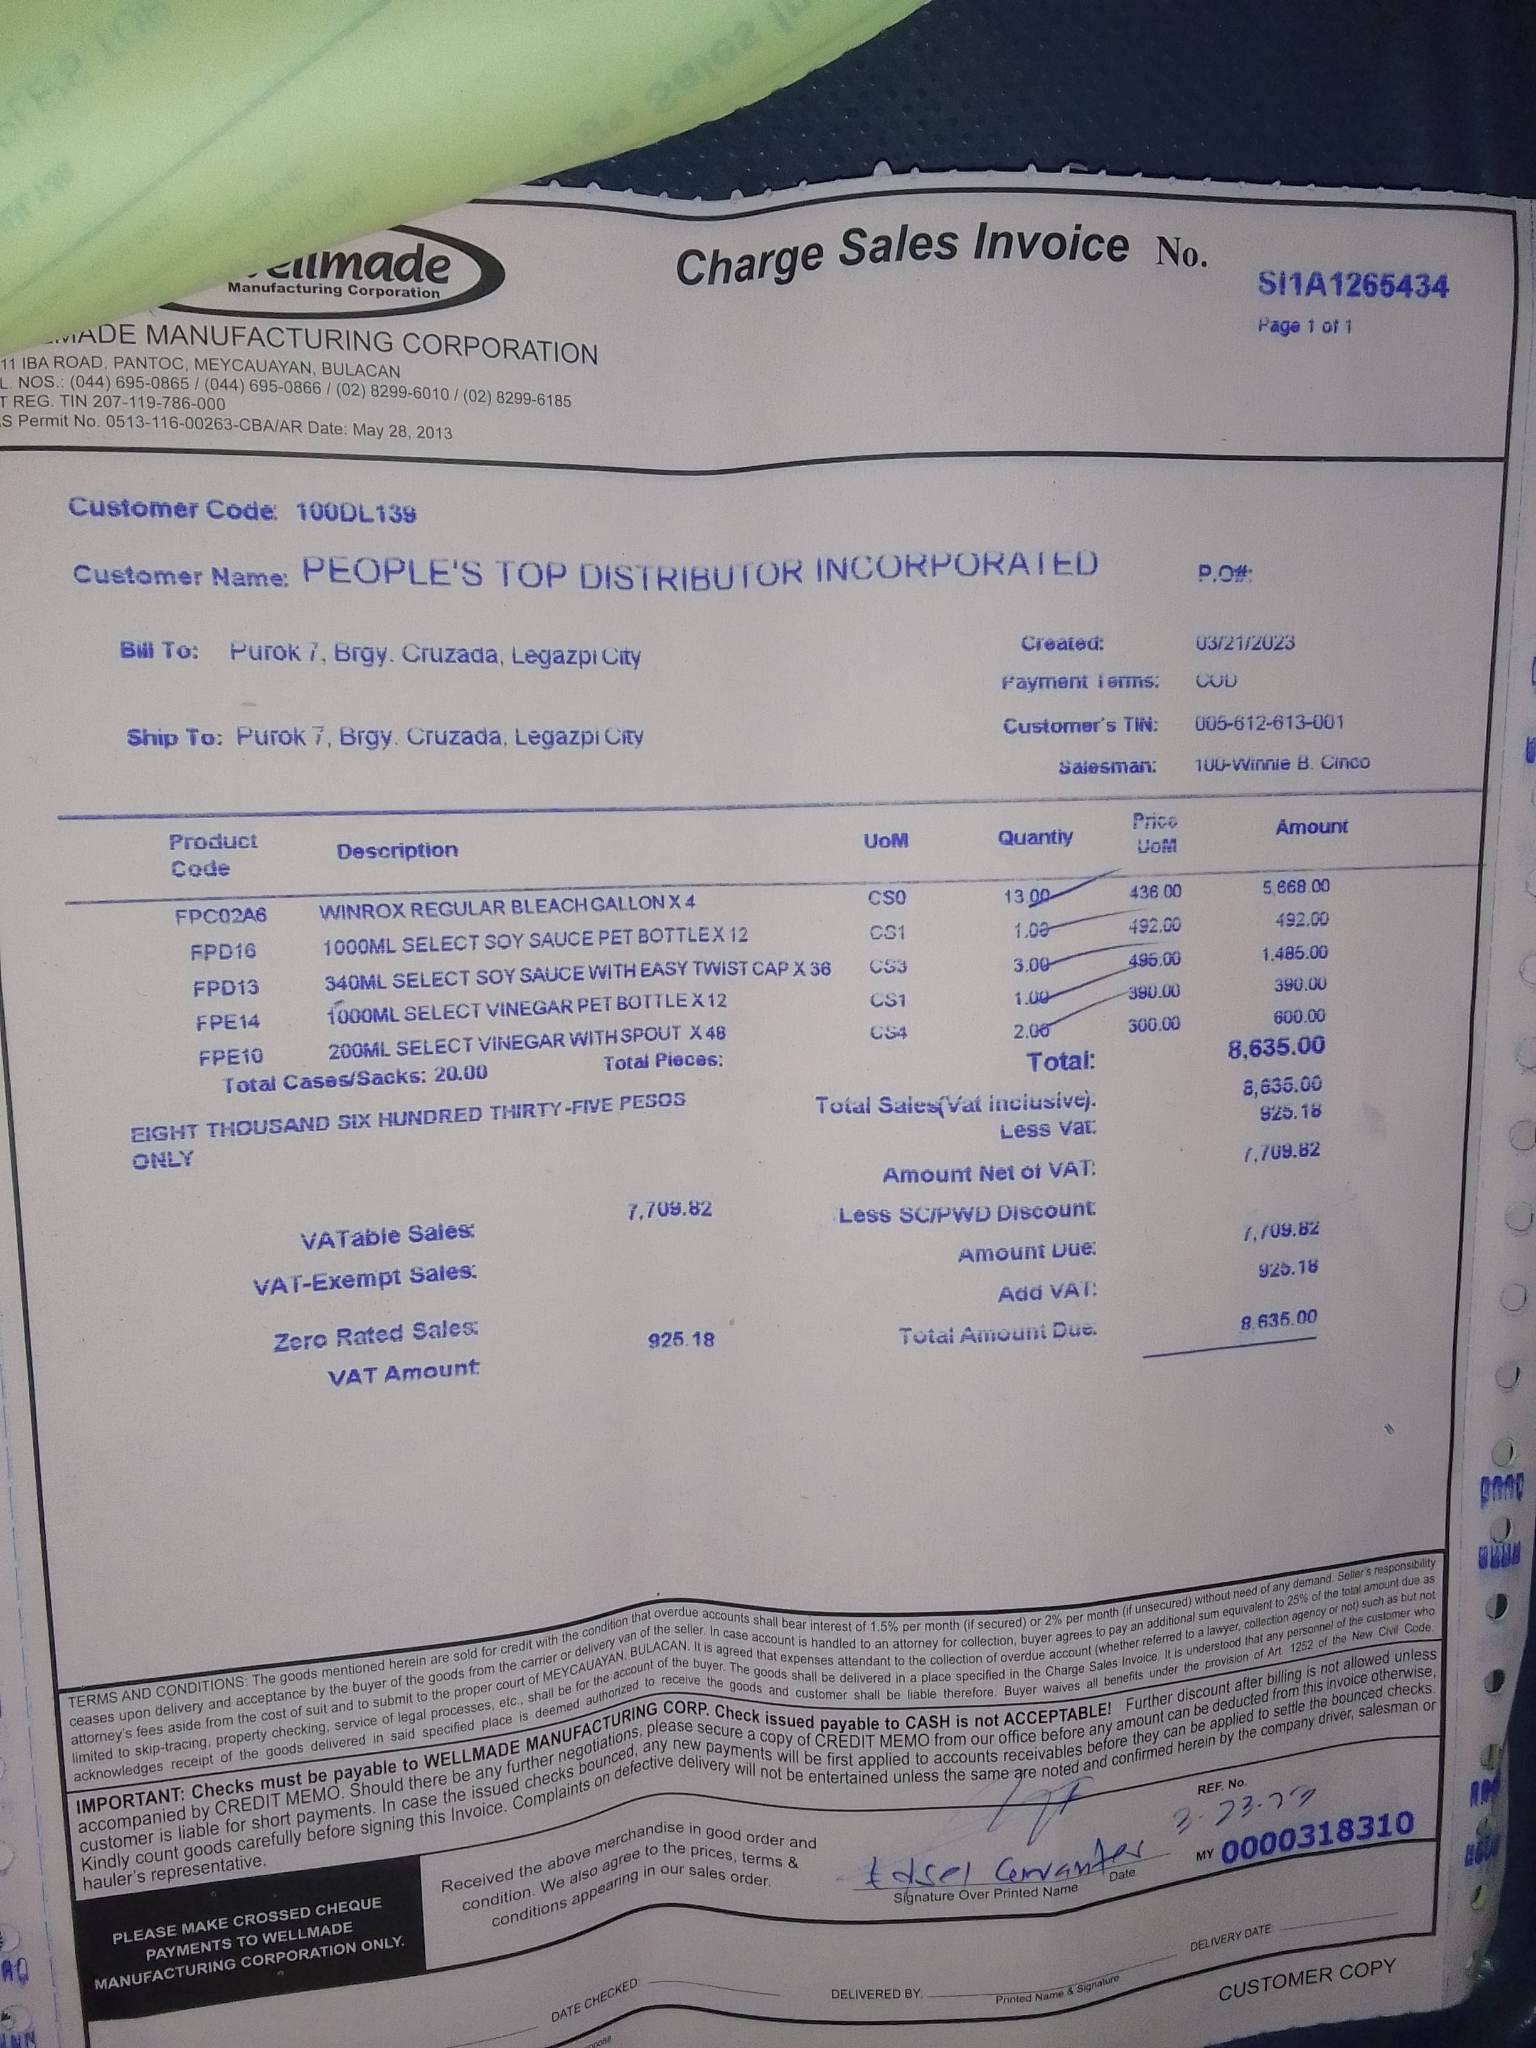 Wellmade
Manufacturing Corporation
Charge Sales Invoice No.
SI1A1265434
Page 1 of 1
MANUFACTURING CORPORATION
11 IBA ROAD, PANTOC, MEYCAUAYAN, BULACAN
L. NOS.: (044) 695-0865 / (044) 695-0866 / (02) 8299-6010 / (02) 8299-6185
T REG. TIN 207-119-786-000
S Permit No. 0513-116-00263-CBA/AR Date: May 28, 2013
Customer Code: 100DL139
Customer Name: PEOPLE'S TOP DISTRIBUTOR INCORPORATED P.O#:
Bill To: Purok 7, Brgy. Cruzada, Legazpi City
Created: 03/21/2023
Payment Terms: COD
Ship To: Purok 7, Brgy. Cruzada, Legazpi City
Customer's TIN: 005-612-613-001
Salesman: 100-Winnie B. Cinco
Product Code Description UoM Quantiy Price UoM Amount
FPC02A6 WINROX REGULAR BLEACH GALLON X 4 CS0 13.00 436.00 5,668.00
FPD16 1000ML SELECT SOY SAUCE PET BOTTLE X 12 CS1 1.00 492.00 492.00
FPD13 340ML SELECT SOY SAUCE WITH EASY TWIST CAP X 36 CS3 3.00 495.00 1,485.00
FPE14 1000ML SELECT VINEGAR PET BOTTLE X 12 CS1 1.00 390.00 390.00
FPE10 200ML SELECT VINEGAR WITH SPOUT X 48 CS4 2.00 300.00 600.00
Total Cases/Sacks: 20.00 Total Pieces: Total: 8,635.00
EIGHT THOUSAND SIX HUNDRED THIRTY-FIVE PESOS
ONLY
Total Sales(Vat Inclusive): 8,635.00
Less Vat: 925.18
Amount Net of VAT: 7,709.82
VATable Sales: 7,709.82
Less SC/PWD Discount:
VAT-Exempt Sales:
Amount Due: 7,709.82
Zero Rated Sales:
Add VAT: 925.18
VAT Amount: 925.18
Total Amount Due: 8,635.00
TERMS AND CONDITIONS: The goods mentioned herein are sold for credit with the condition that overdue accounts shall bear interest of 1.5% per month (if secured) or 2% per month (if unsecured) without need of any demand. Seller's responsibility
ceases upon delivery and acceptance by the buyer of the goods from the carrier or delivery van of the seller. In case account is handled to an attorney for collection, buyer agrees to pay an additional sum equivalent to 25% of the total amount due as
attorney's fees aside from the cost of suit and to submit to the proper court of MEYCAUAYAN, BULACAN. It is agreed that expenses attendant to the collection of overdue account (whether referred to a lawyer, collection agency or not) such as but not
limited to skip-tracing, property checking, service of legal processes, etc., shall be for the account of the buyer. The goods shall be delivered in a place specified in the Charge Sales Invoice. It is understood that any personnel of the customer who
acknowledges receipt of the goods delivered in said specified place is deemed authorized to receive the goods and customer shall be liable therefore. Buyer waives all benefits under the provision of Art. 1252 of the New Civil Code.
IMPORTANT: Checks must be payable to WELLMADE MANUFACTURING CORP. Check issued payable to CASH is not ACCEPTABLE! Further discount after billing is not allowed unless
accompanied by CREDIT MEMO. Should there be any further negotiations, please secure a copy of CREDIT MEMO from our office before any amount can be deducted from this invoice otherwise,
customer is liable for short payments. In case the issued checks bounced, any new payments will be first applied to accounts receivables before they can be applied to settle the bounced checks.
Kindly count goods carefully before signing this Invoice. Complaints on defective delivery will not be entertained unless the same are noted and confirmed herein by the company driver, salesman or
hauler's representative.
PLEASE MAKE CROSSED CHEQUE
PAYMENTS TO WELLMADE
MANUFACTURING CORPORATION ONLY.
Received the above merchandise in good order and
condition. We also agree to the prices, terms &
conditions appearing in our sales order.
Edsel Cervantes 3-23-23
Signature Over Printed Name Date
REF. No.
MY 0000318310
DATE CHECKED:
DELIVERED BY.
Printed Name & Signature
DELIVERY DATE
CUSTOMER COPY